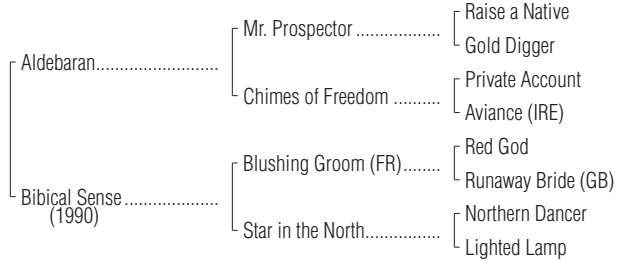 Raise a Native
Mr. Prospector ..................
Gold Digger
Aldebaran..........................
Private Account
Chimes of Freedom ..........
Aviance (IRE)
Red God
Blushing Groom (FR)........
Runaway Bride (GB)
Bibical Sense ....................
(1990)
Northern Dancer
Star in the North................
Lighted Lamp